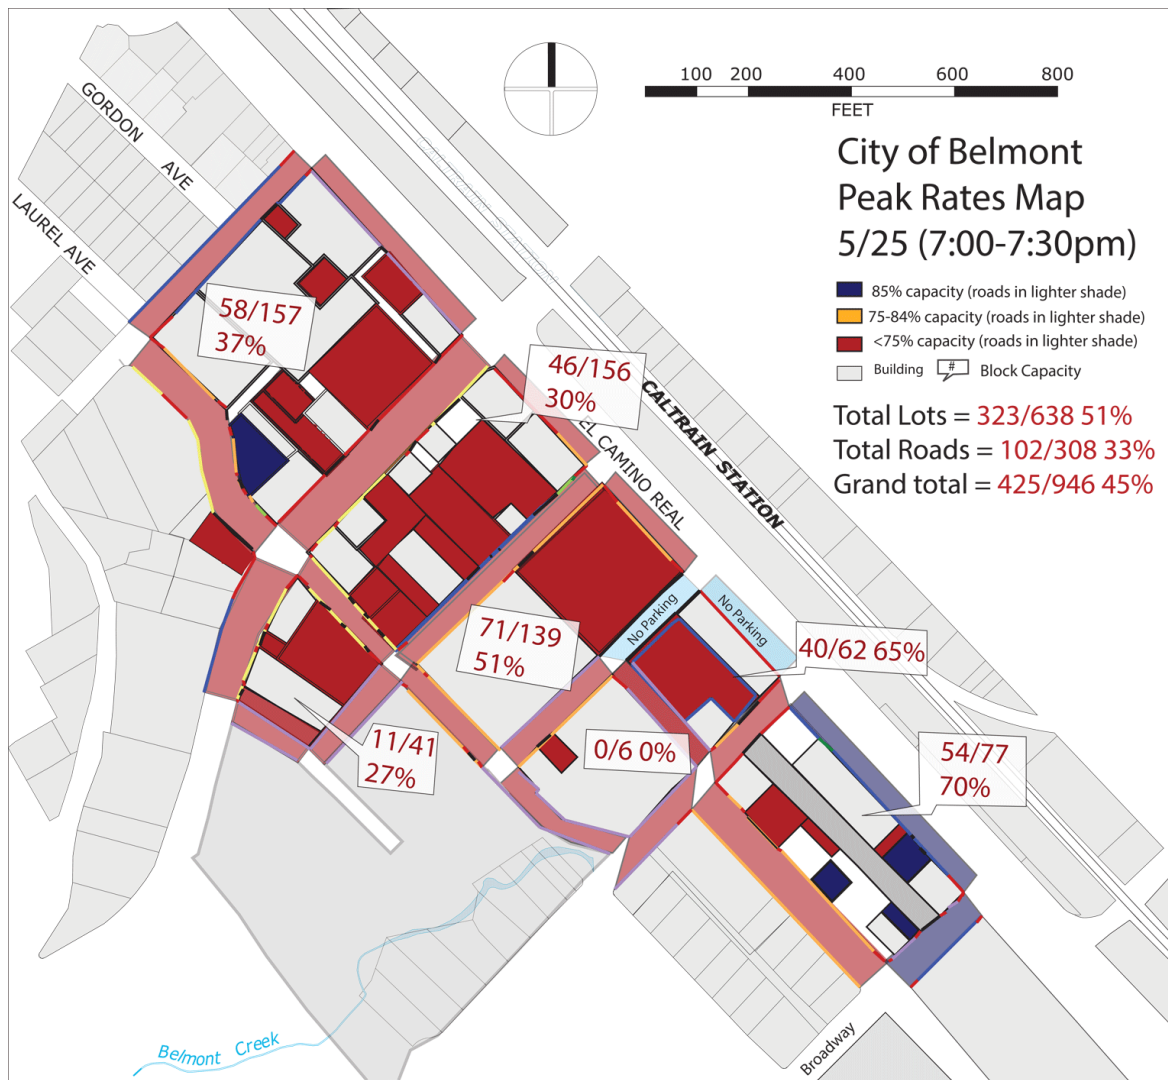 100 200 400 600 800
FEET
City of Belmont
Peak Rates Map
5/25 (7:00-7:30pm)
85% capacity (roads in lighter shade)
75-84% capacity (roads in lighter shade)
<75% capacity (roads in lighter shade)
Building # Block Capacity
Total Lots = 323/638 51%
Total Roads = 102/308 33%
Grand total = 425/946 45%
GORDON AVE
LAUREL AVE
58/157
37%
46/156
30%
CALTRAIN STATION
EL CAMINO REAL
71/139
51%
No Parking
No Parking
40/62 65%
11/41
27%
0/6 0%
54/77
70%
Belmont Creek
Broadway